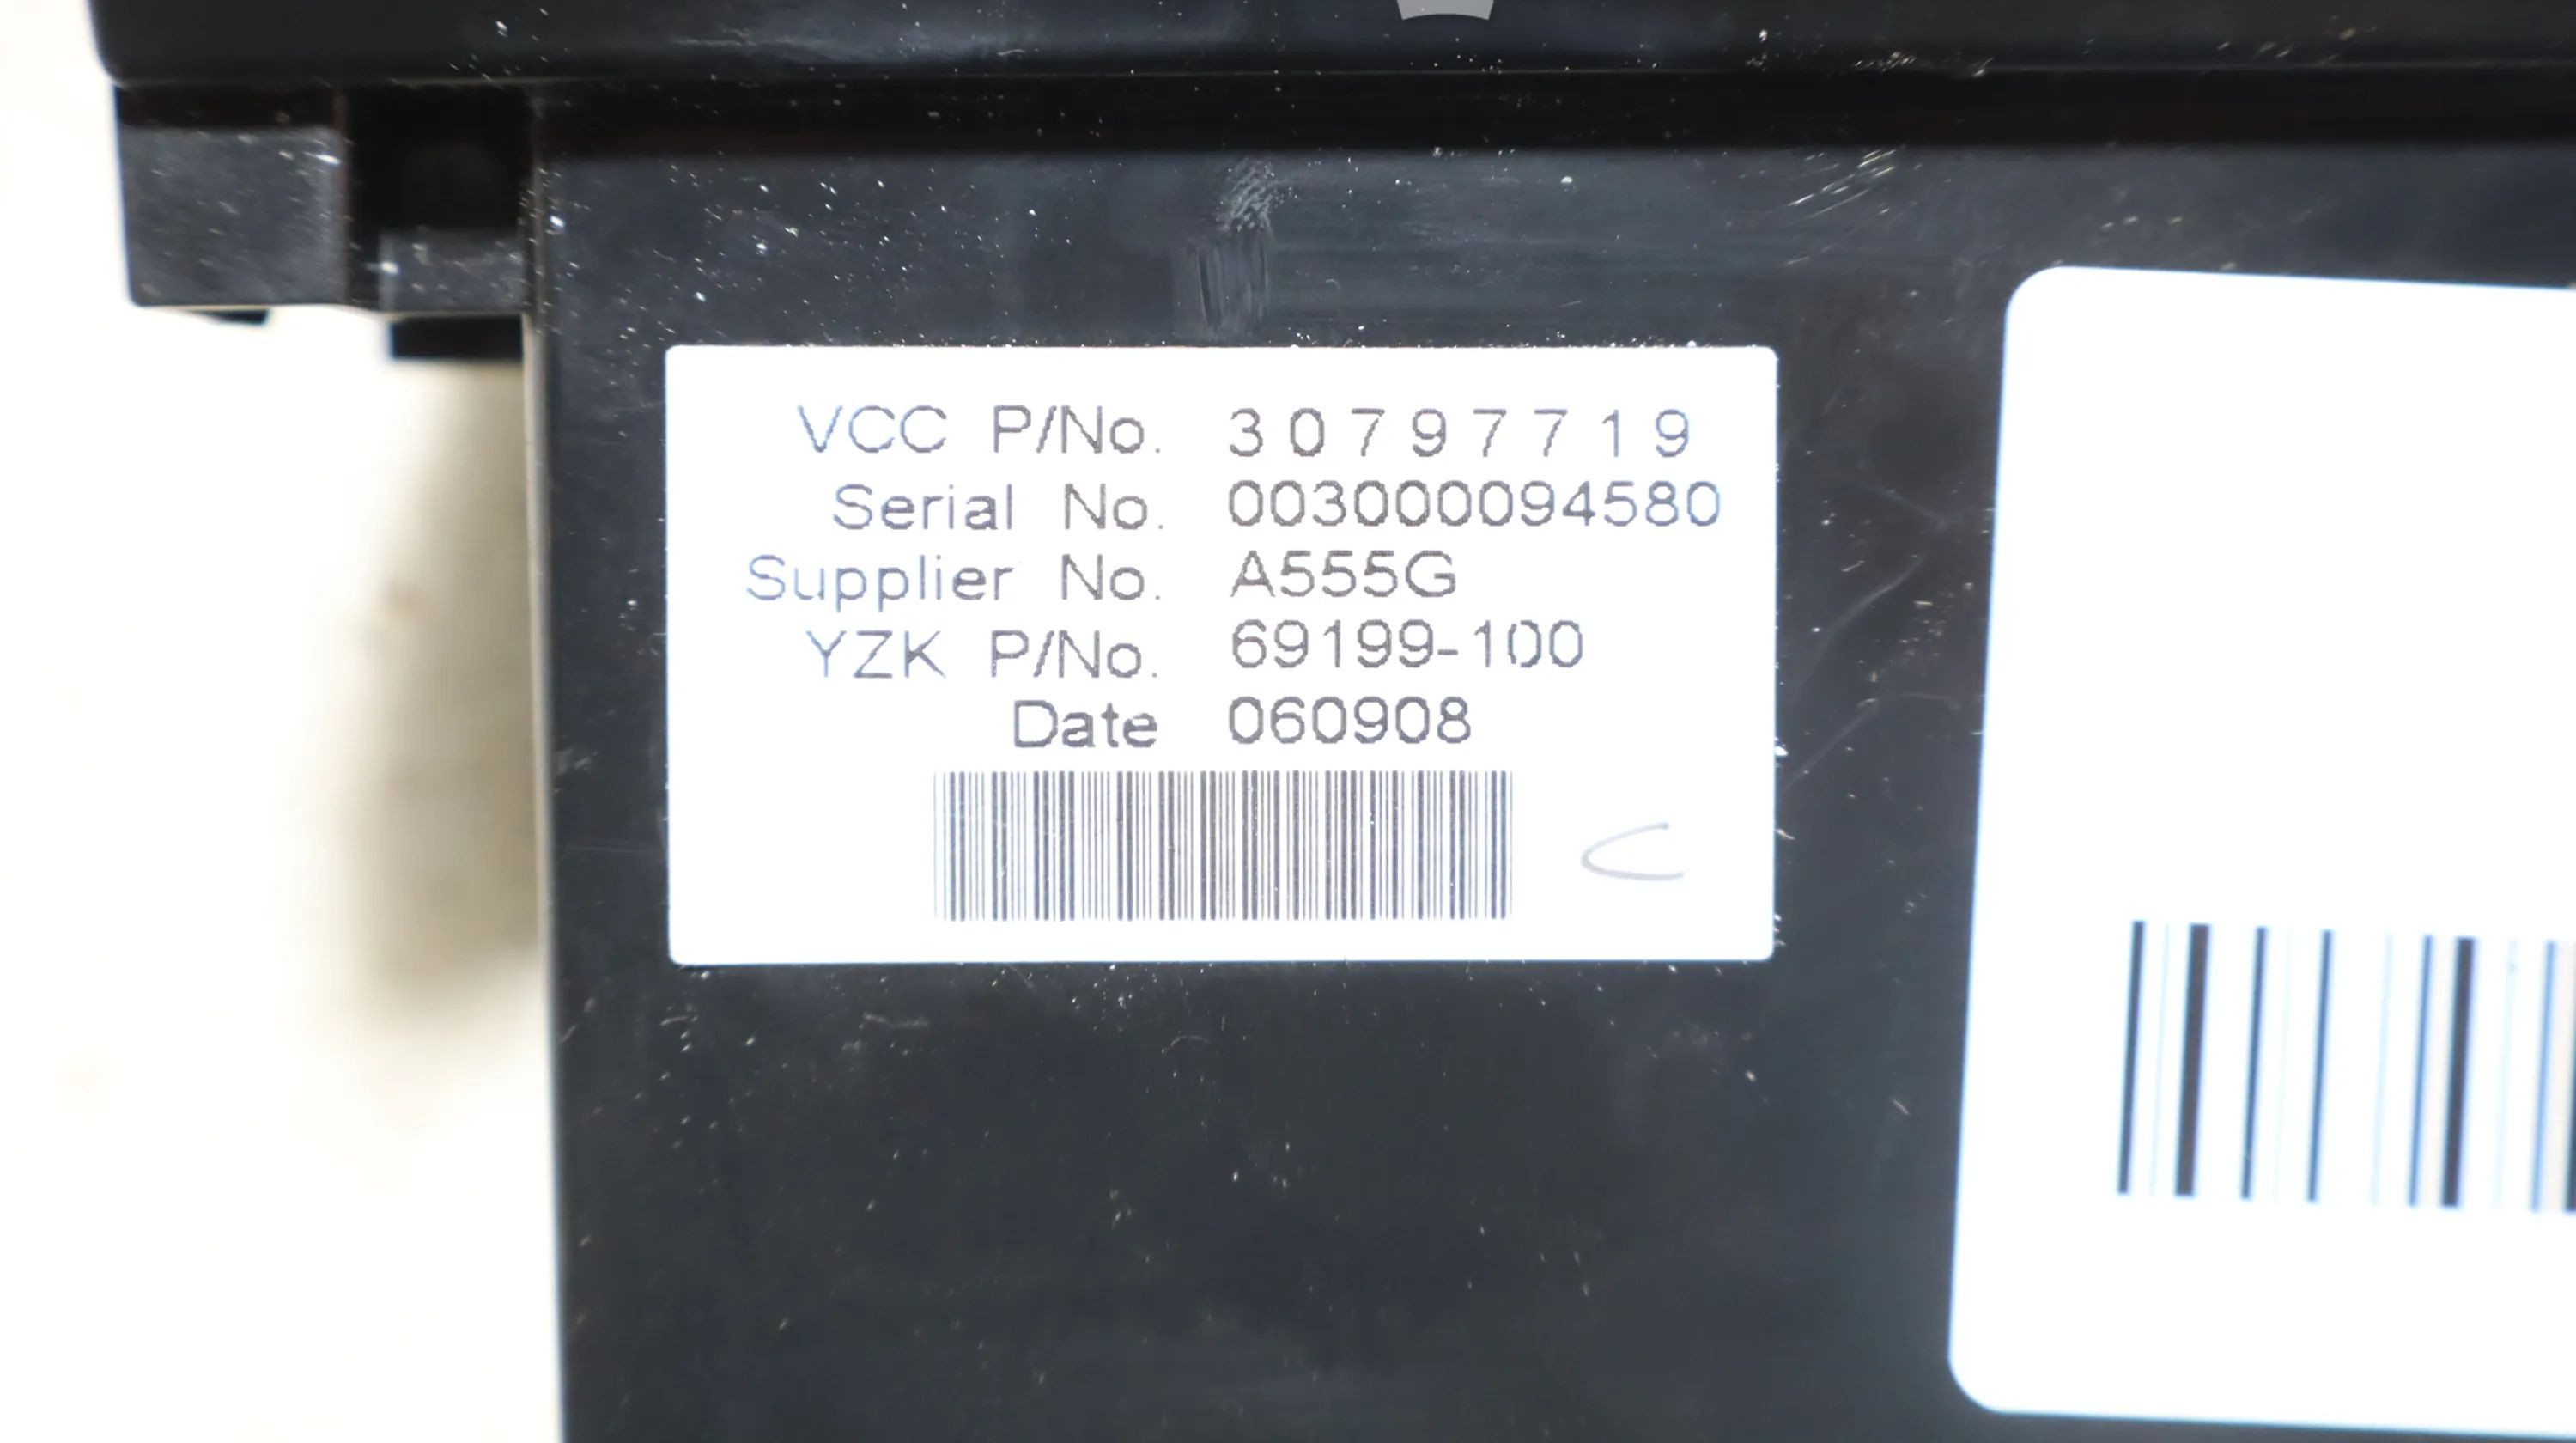 VCC P/No. 30797719
Serial No. 003000094580
Supplier No. A555G
YZK P/No. 69199-100
Date 060908
C